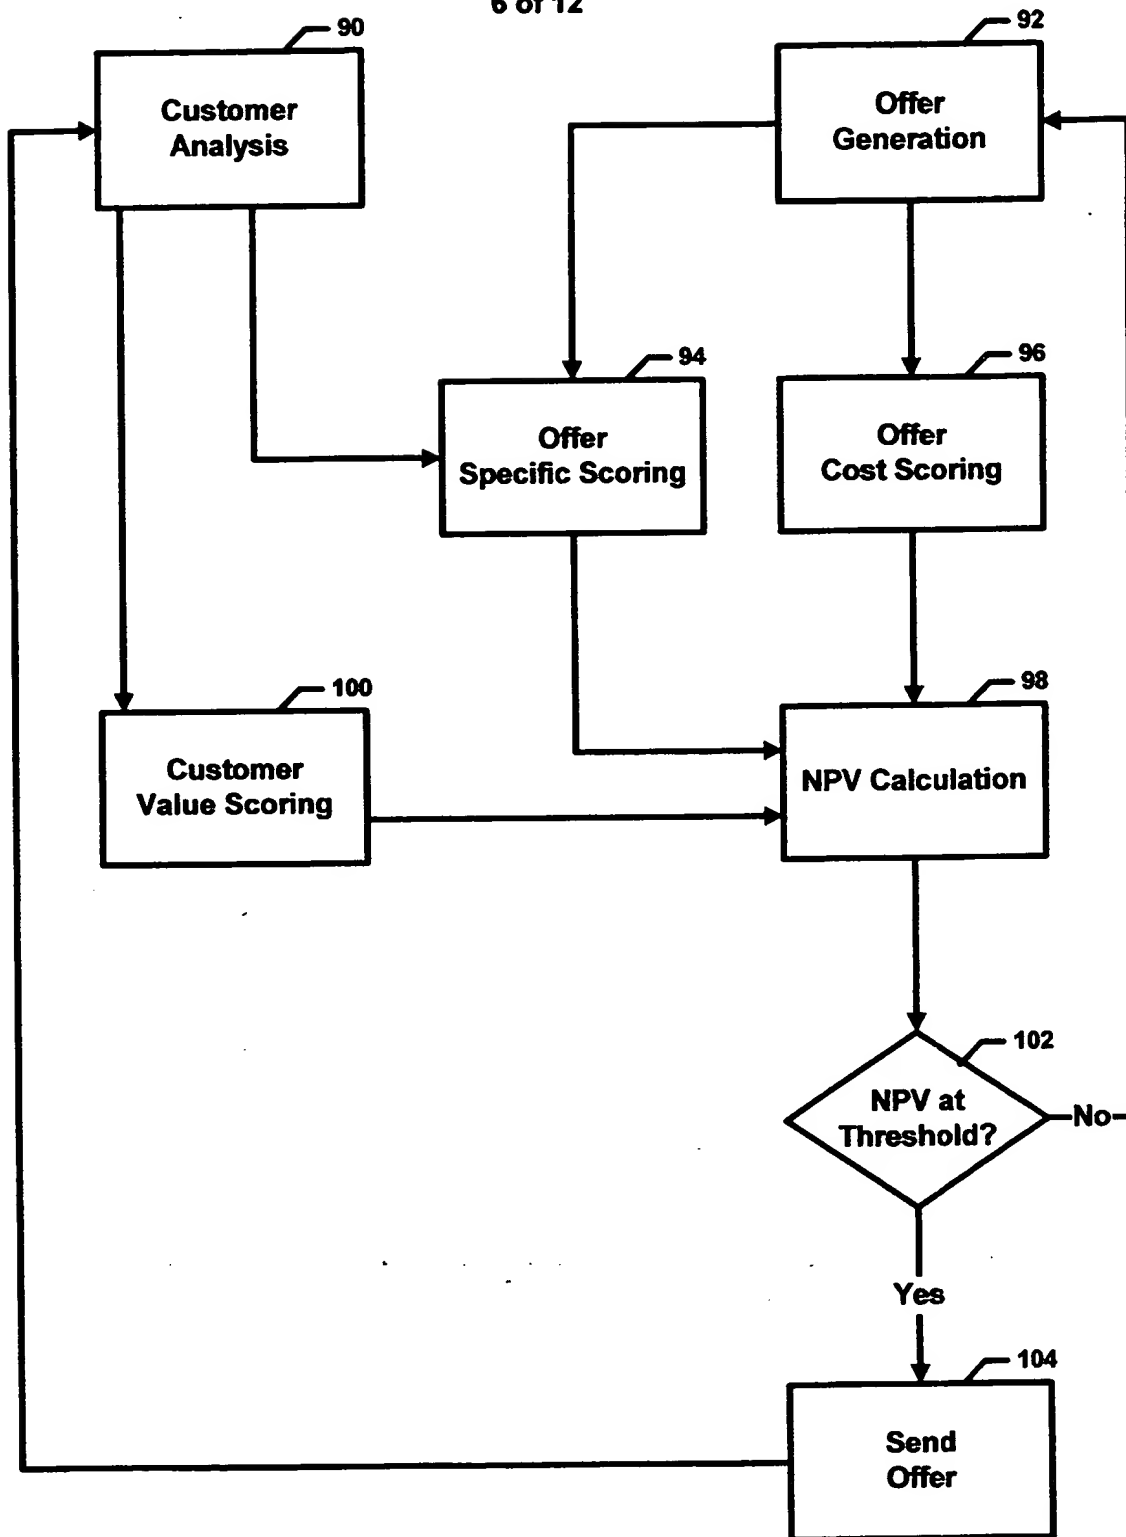 6 of 12
90
Customer
Analysis
92
Offer
Generation
94
Offer
Specific Scoring
96
Offer
Cost Scoring
100
Customer
Value Scoring
98
NPV Calculation
102
NPV at
Threshold?
No
Yes
104
Send
Offer